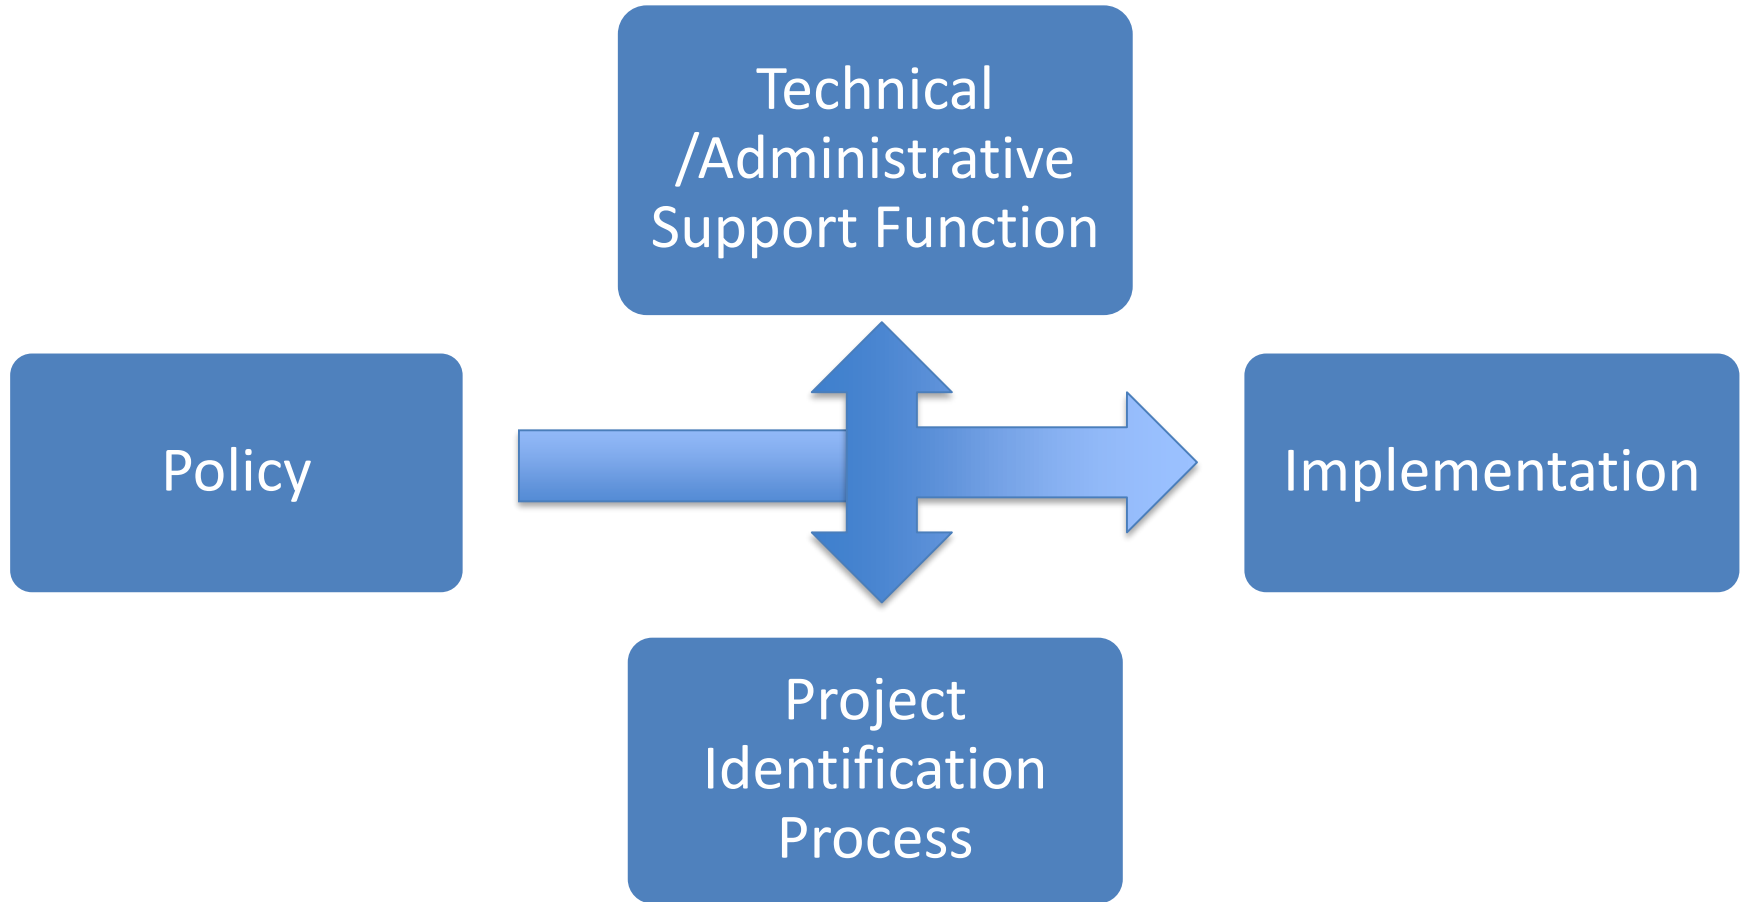 Technical
/Administrative
Support Function
Policy
Implementation
Project
Identification
Process